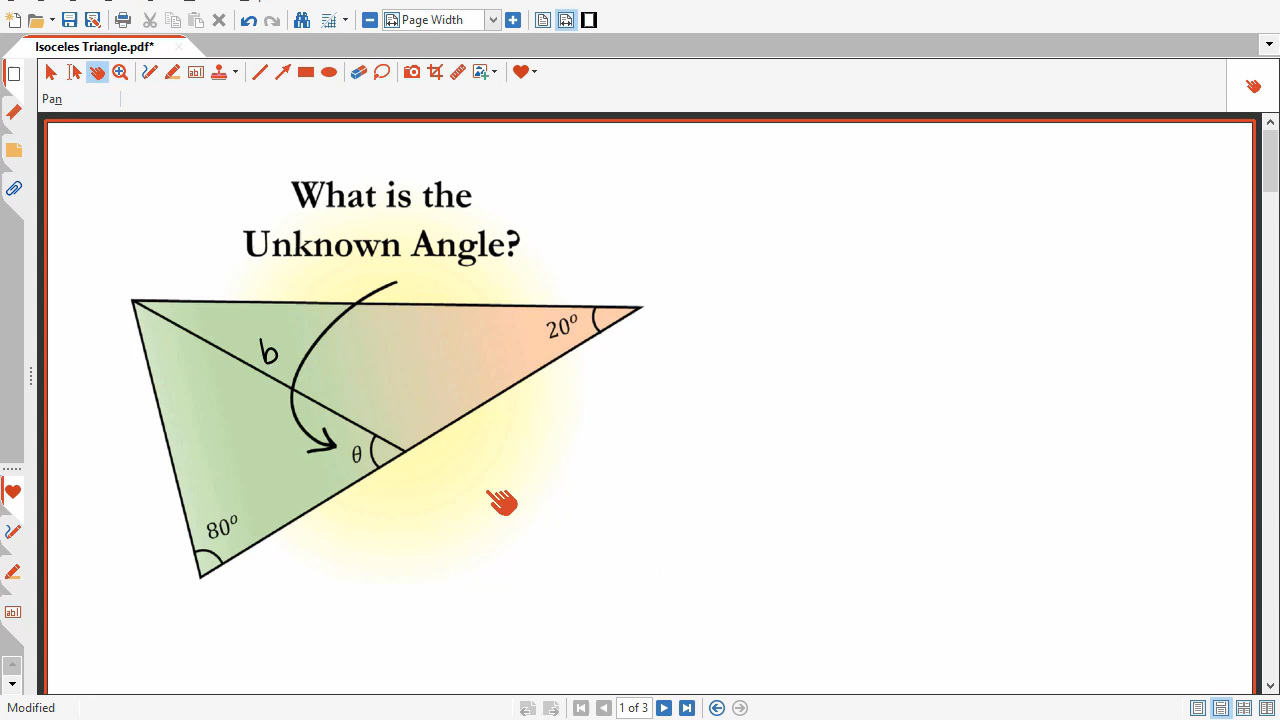 Page Width
Isoceles Triangle.pdf*
Pan
What is the
Unknown Angle?
20°
b
θ
80°
Modified
1 of 3